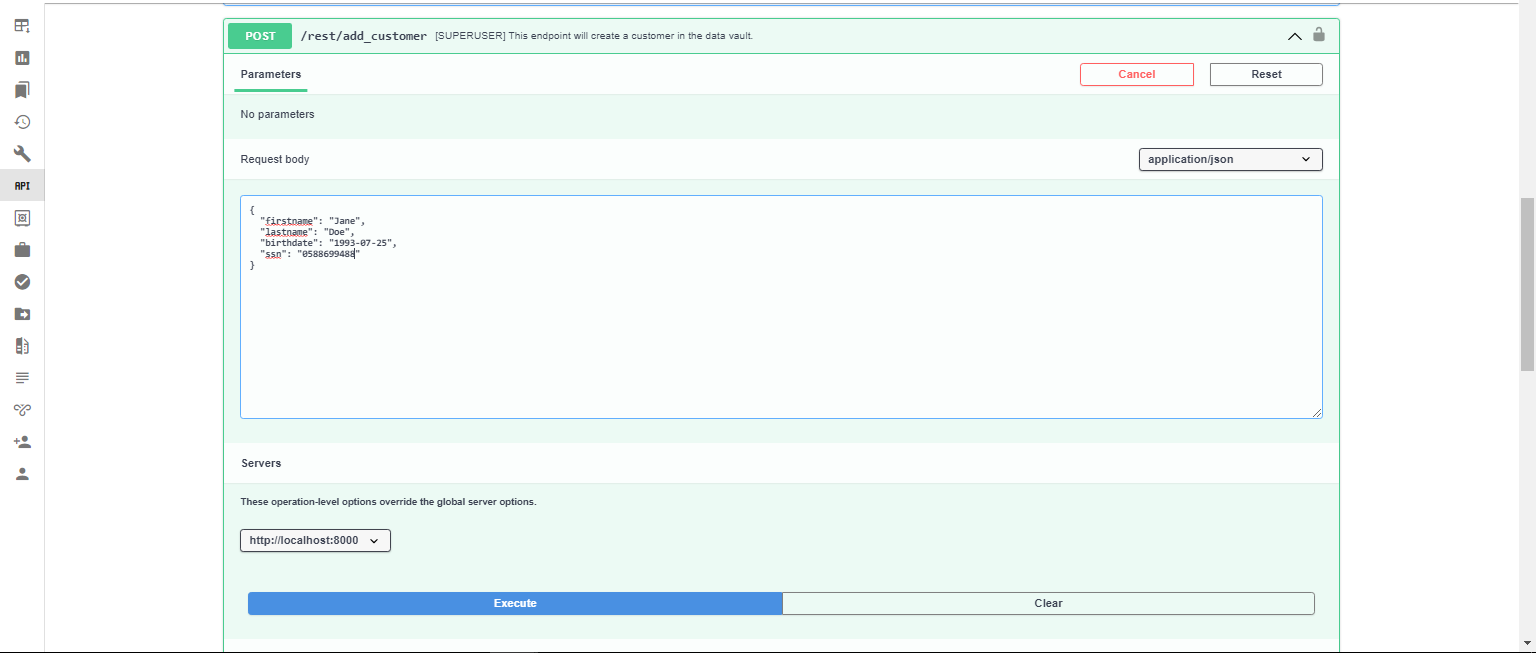 POST /rest/add_customer [SUPERUSER] This endpoint will create a customer in the data vault.
Parameters
Cancel
Reset
No parameters
API
Request body
application/json
{
"firstname": "Jane",
"lastname": "Doe",
"birthdate": "1993-07-25",
"ssn": "0588699488"
}
Servers
These operation-level options override the global server options.
http://localhost:8000
Execute
Clear